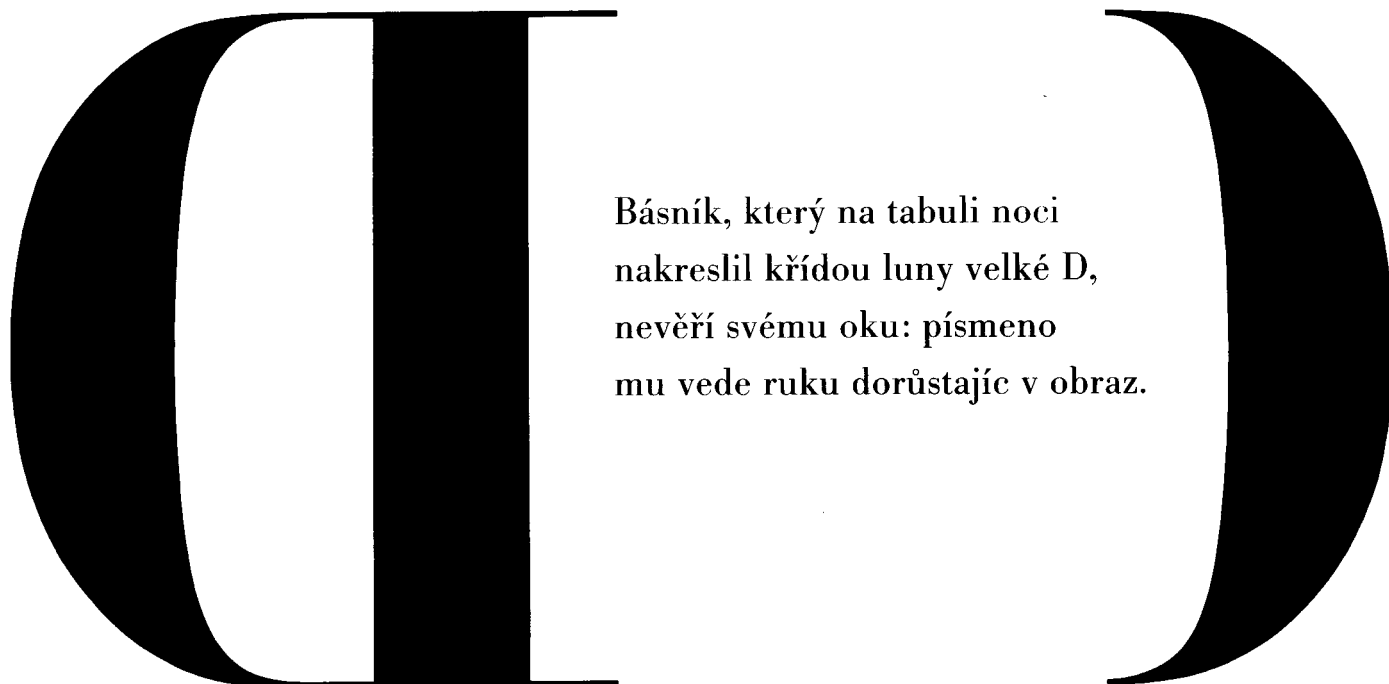 Básník, který na tabuli noci
nakreslil křídou luny velké D,
nevěří svému oku: písmeno
mu vede ruku dorůstajíc v obraz.